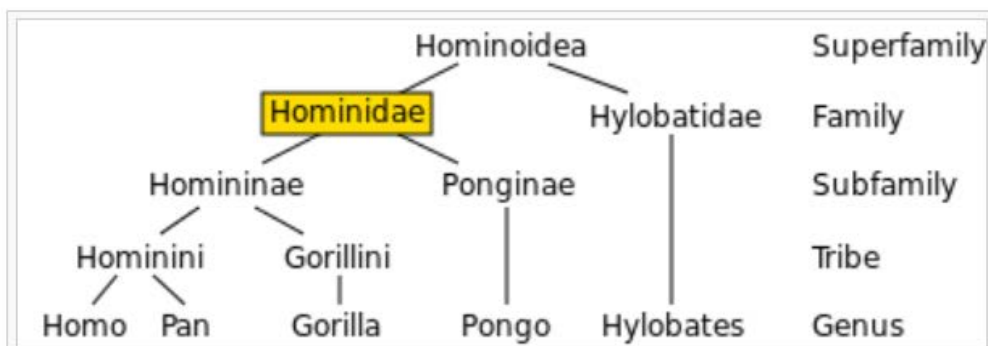 Hominoidea Superfamily
Hominidae Hylobatidae Family
Homininae Ponginae Subfamily
Hominini Gorillini Tribe
Homo Pan Gorilla Pongo Hylobates Genus